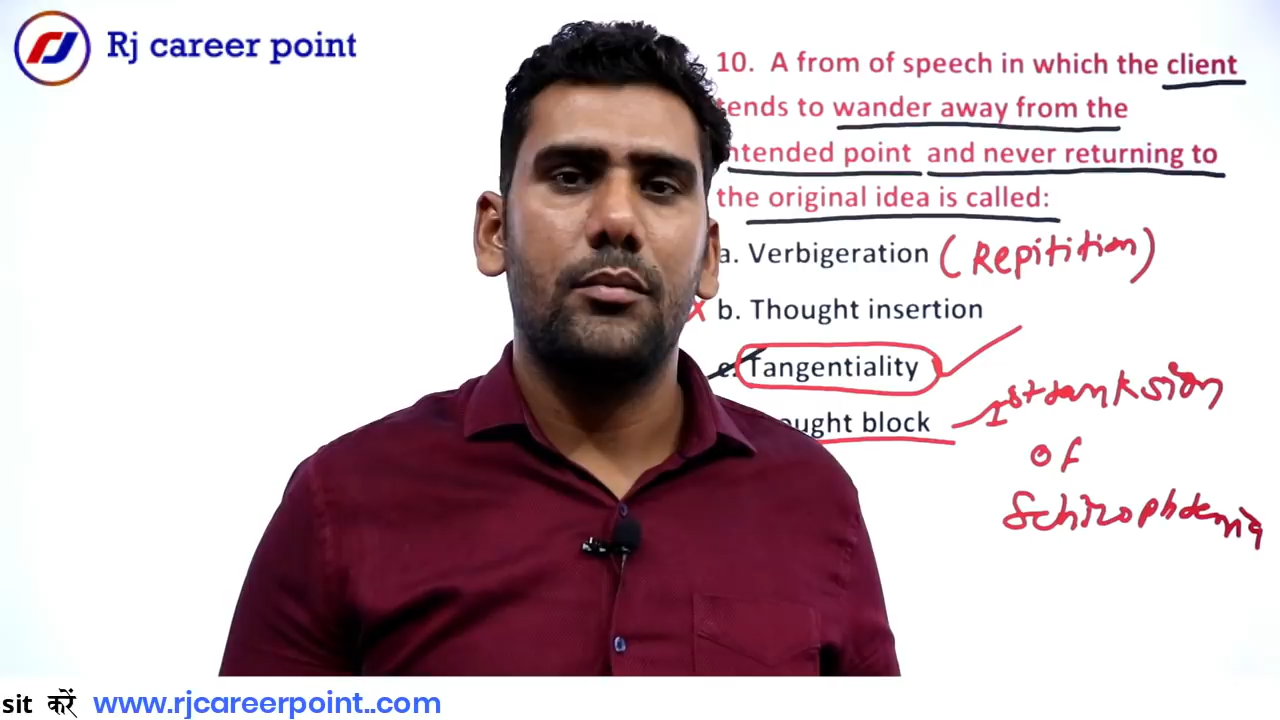 Rj career point
10. A from of speech in which the client
tends to wander away from the
ntended point and never returning to
the original idea is called:
a. Verbigeration (Repitition)
x b. Thought insertion
c. Tangentiality
ought block
of
sit करें www.rjcareerpoint..com